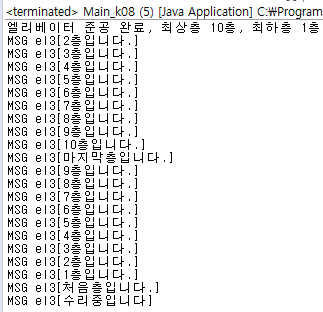 <terminated> Main_k08 (5) [Java Application] C:\Program
엘리베이터 준공 완료, 최상층 10층, 최하층 1층
MSG el3[2층입니다.]
MSG el3[3층입니다.]
MSG el3[4층입니다.]
MSG el3[5층입니다.]
MSG el3[6층입니다.]
MSG el3[7층입니다.]
MSG el3[8층입니다.]
MSG el3[9층입니다.]
MSG el3[10층입니다.]
MSG el3[마지막층입니다.]
MSG el3[9층입니다.]
MSG el3[8층입니다.]
MSG el3[7층입니다.]
MSG el3[6층입니다.]
MSG el3[5층입니다.]
MSG el3[4층입니다.]
MSG el3[3층입니다.]
MSG el3[2층입니다.]
MSG el3[1층입니다.]
MSG el3[처음층입니다.]
MSG el3[수리중입니다]